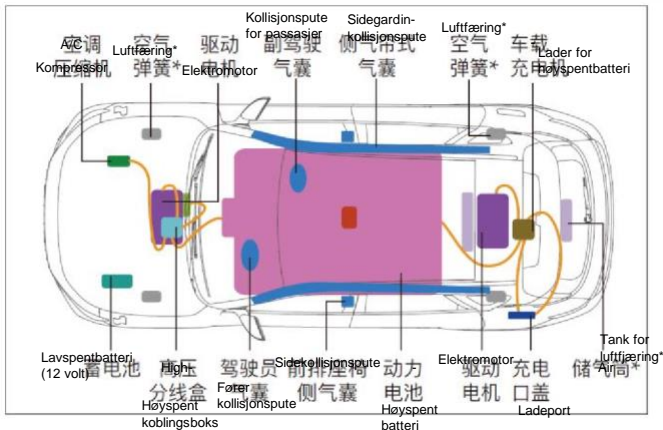 Kollisjonspute
for passasjer
Sidegardin-
kollisjonspute
A/C
Kompressor
空调
压缩机
Luftfæring*
空气
弹簧*
Elektromotor
驱动
电机
副驾驶
气囊
侧气帘式
气囊
Luftfæring*
空气
弹簧*
车载
充电机
Lader for
høyspentbatteri
Lavspentbatteri
(12 volt)
蓄电池
High-
高压
分线盒
Høyspent
koblingsboks
驾驶员
气囊
Fører
kollisjonspute
Sidekollisjonspute
前排座椅
侧气囊
动力
电池
Høyspent
batteri
Elektromotor
驱动
电机
充电
口盖
Ladeport
Tank for
luftfjæring*
Air
储气筒*